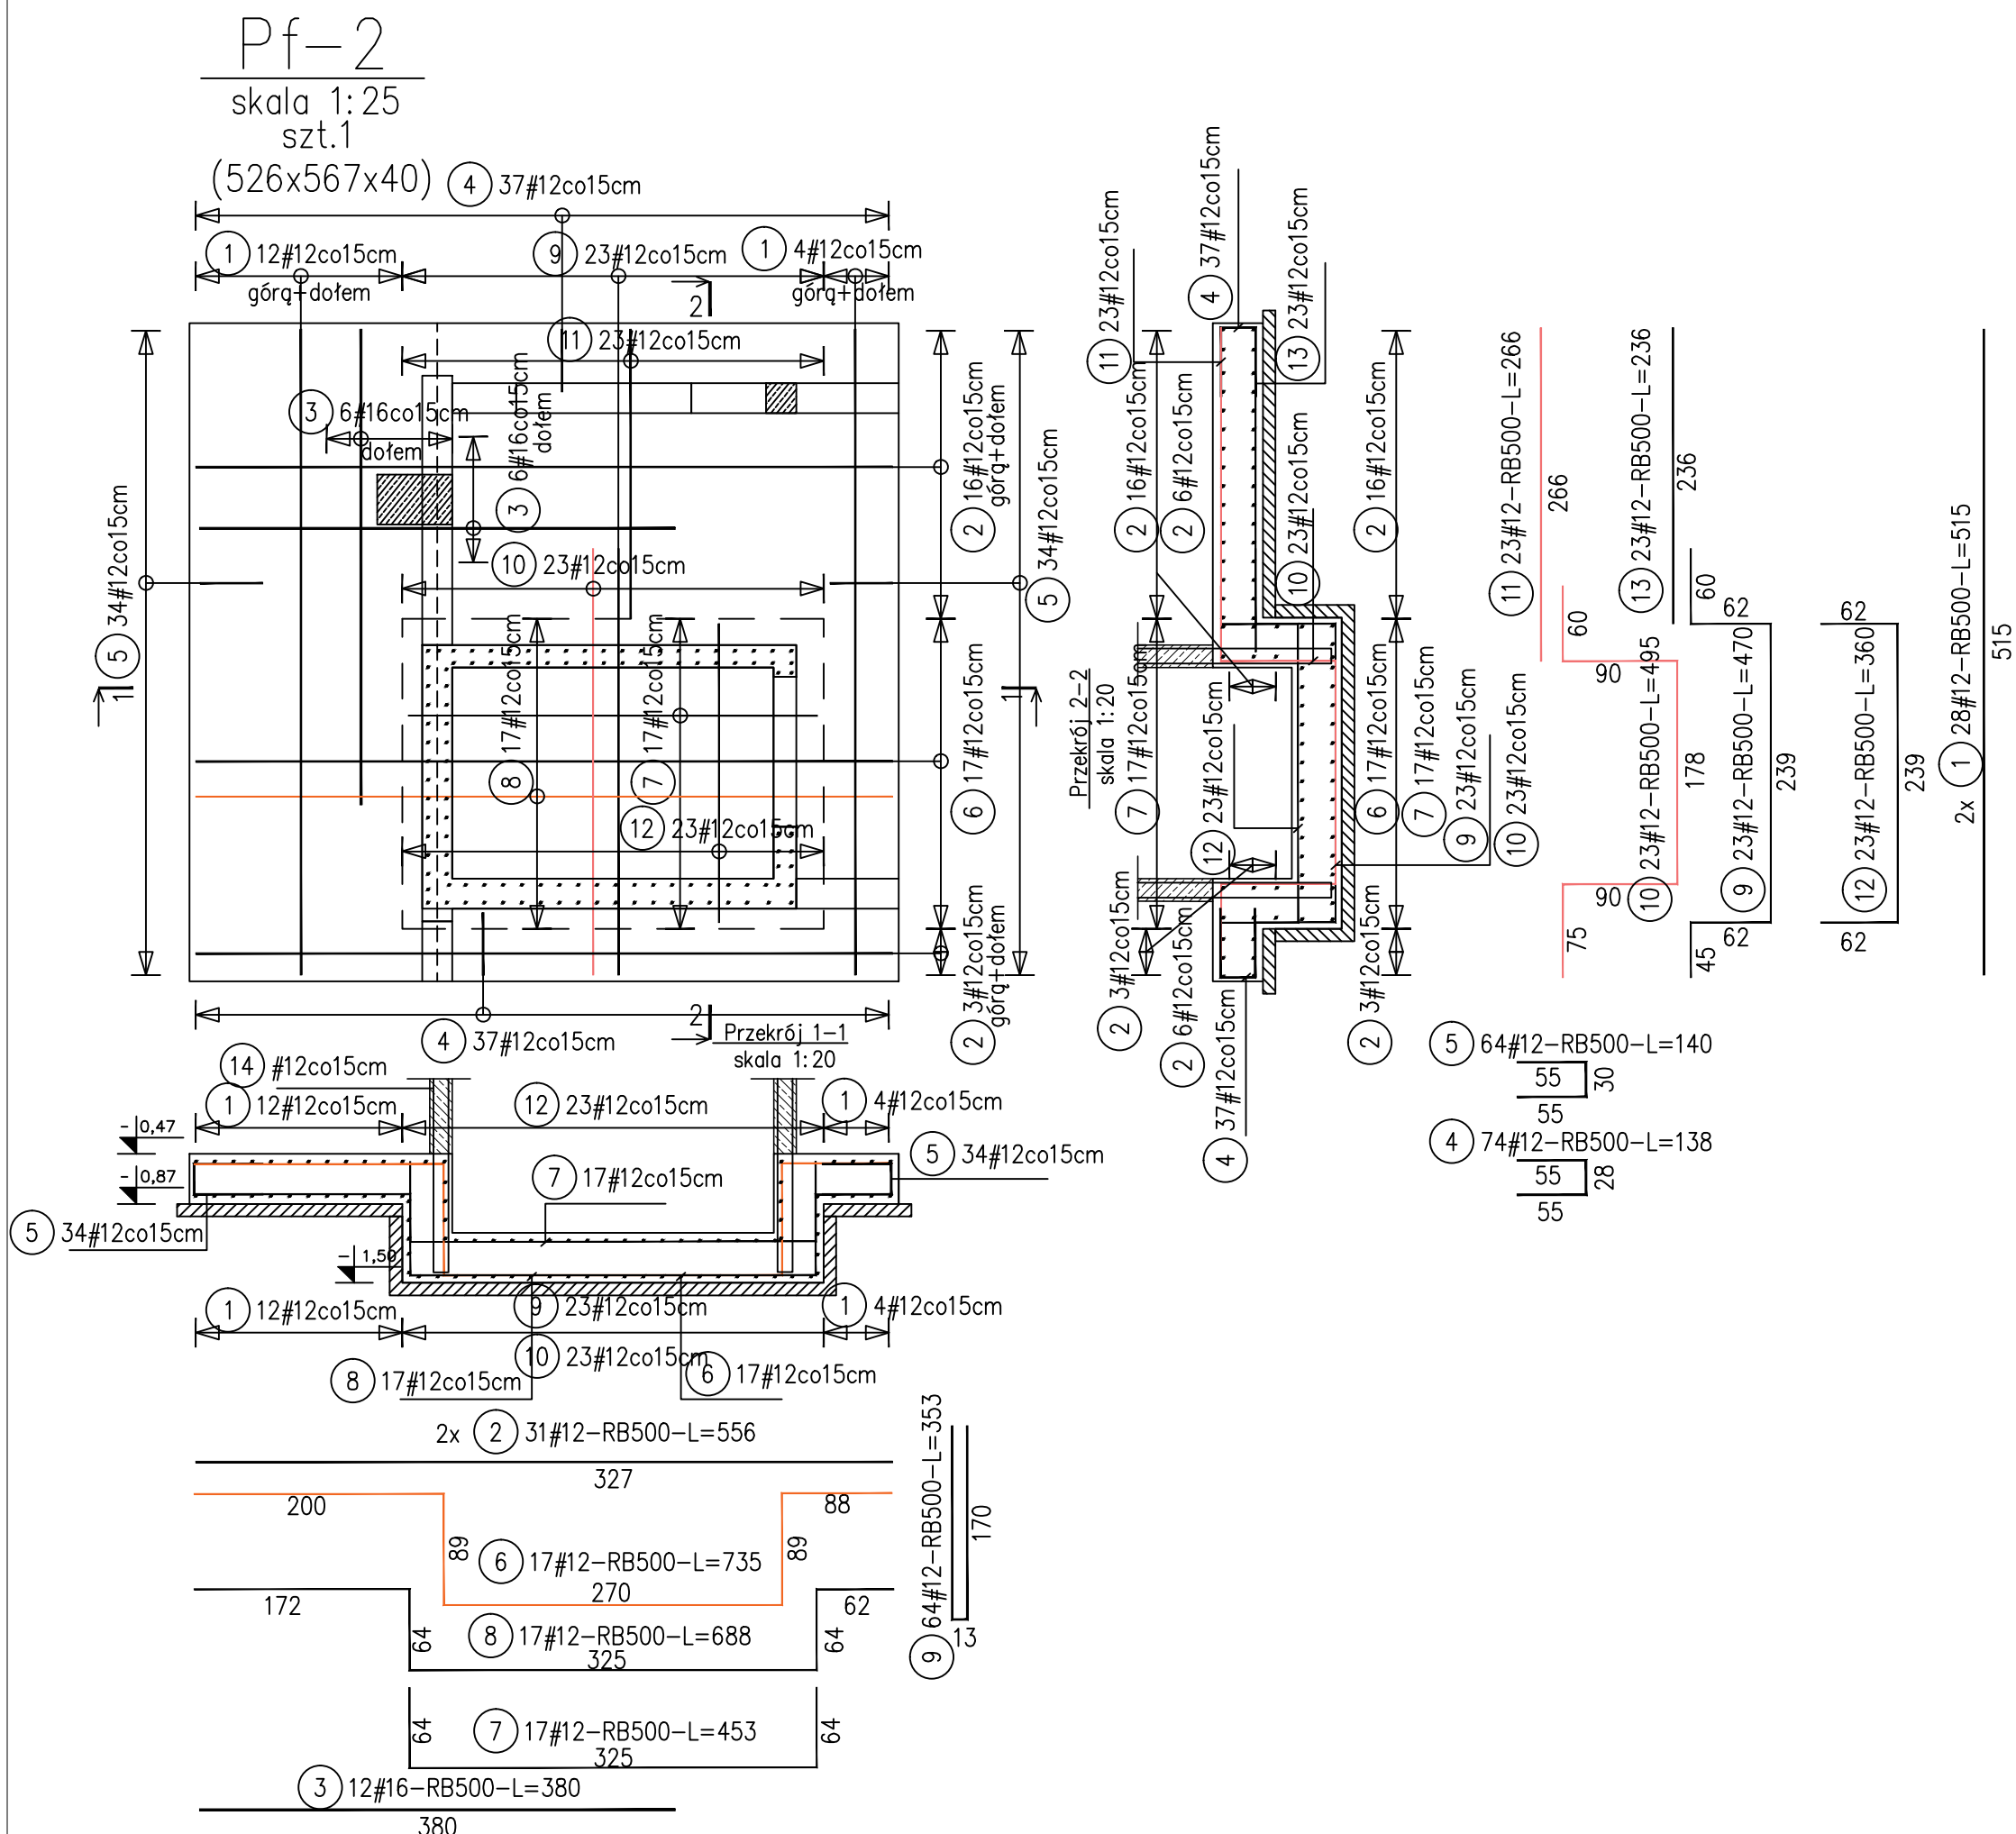 Pf-2
skala 1:25
szt.1
(526x567x40)
4 37#12co15cm
1 12#12co15cm
górą+dołem
9 23#12co15cm
1 4#12co15cm
górą+dołem
2
11 23#12co15cm
3 6#16co15cm
dołem
3 6#16co15cm
dołem
10 23#12co15cm
5 34#12co15cm
1
8 17#12co15cm
7 17#12co15cm
12 23#12co15cm
2 16#12co15cm
górą+dołem
5 34#12co15cm
6 17#12co15cm
1
2 3#12co15cm
górą+dołem
4 37#12co15cm
2
Przekrój 1-1
skala 1:20
14 #12co15cm
1 12#12co15cm
12 23#12co15cm
1 4#12co15cm
- 0,47
- 0,87
5 34#12co15cm
7 17#12co15cm
5 34#12co15cm
- 1,50
1 12#12co15cm
9 23#12co15cm
1 4#12co15cm
10 23#12co15cm
8 17#12co15cm
6 17#12co15cm
2x 2 31#12-RB500-L=556
327
200
88
89
89
6 17#12-RB500-L=735
270
172
62
64
64
8 17#12-RB500-L=688
325
64
64
7 17#12-RB500-L=453
325
3 12#16-RB500-L=380
380
9 64#12-RB500-L=353
170
13
Przekrój 2-2
skala 1:20
11 23#12co15cm
4 37#12co15cm
13 23#12co15cm
2 16#12co15cm
2 6#12co15cm
10 23#12co15cm
2 16#12co15cm
7 17#12co15cm
12 23#12co15cm
6 17#12co15cm
7 17#12co15cm
9 23#12co15cm
10 23#12co15cm
2 3#12co15cm
2 6#12co15cm
4 37#12co15cm
2 3#12co15cm
11 23#12-RB500-L=266
266
13 23#12-RB500-L=236
236
60
90
10 23#12-RB500-L=495
178
90
75
60
62
9 23#12-RB500-L=470
239
62
45
62
12 23#12-RB500-L=360
239
62
2x 1 28#12-RB500-L=515
515
5 64#12-RB500-L=140
55
30
55
4 74#12-RB500-L=138
55
28
55